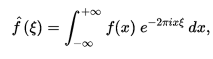 f̂(ξ) = ∫_{−∞}^{+∞} f(x) e^{−2πixξ} dx,